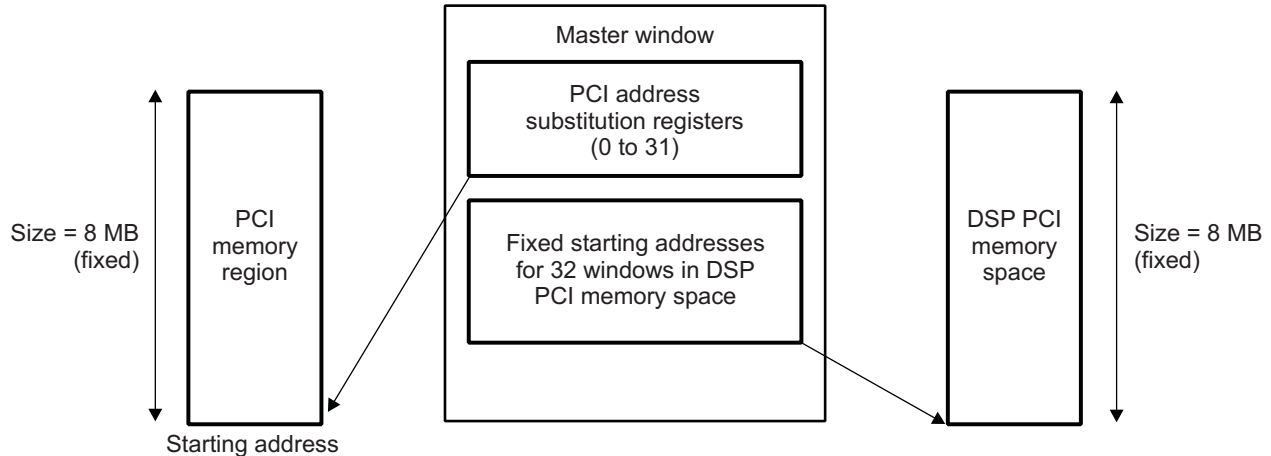 Master window
PCI address
substitution registers
(0 to 31)
Size = 8 MB
(fixed)
PCI
memory
region
Fixed starting addresses
for 32 windows in DSP
PCI memory space
DSP PCI
memory
space
Size = 8 MB
(fixed)
Starting address